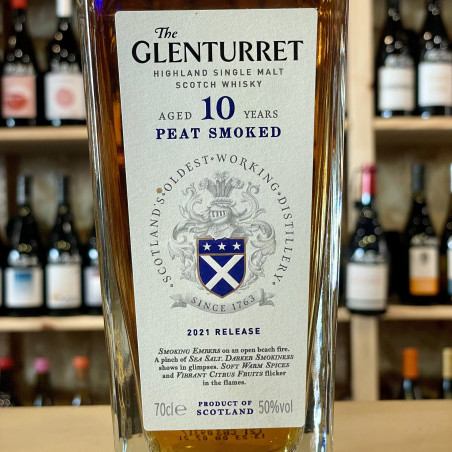 The
GLENTURRET
HIGHLAND SINGLE MALT
SCOTCH WHISKY
AGED 10 YEARS
PEAT SMOKED
SCOTLAND'S • OLDEST • WORKING • DISTILLERY
SINCE 1763
2021 RELEASE
SMOKING EMBERS on an open beach fire.
A pinch of SEA SALT. DARKER SMOKINESS
shows in glimpses. SOFT WARM SPICES
and VIBRANT CITRUS FRUITS flicker
in the flames.
70cle PRODUCT OF SCOTLAND 50%vol